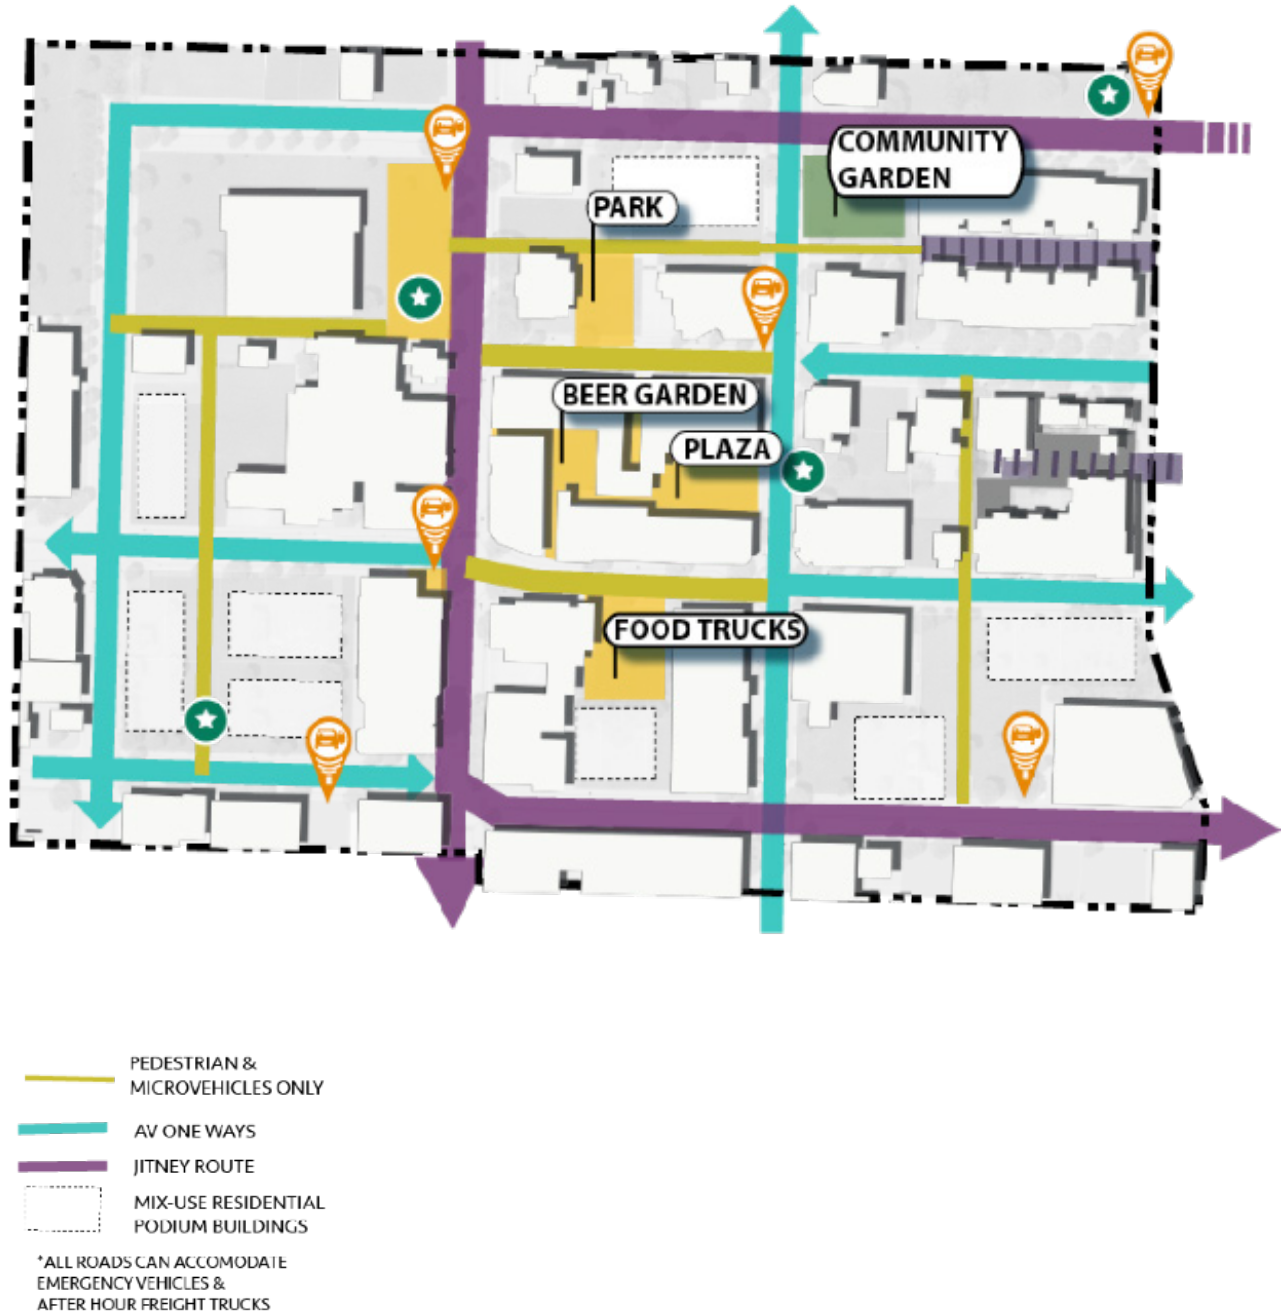 COMMUNITY
GARDEN
PARK
BEER GARDEN
PLAZA
FOOD TRUCKS
PEDESTRIAN &
MICROVEHICLES ONLY
AV ONE WAYS
JITNEY ROUTE
MIX-USE RESIDENTIAL
PODIUM BUILDINGS
*ALL ROADS CAN ACCOMODATE
EMERGENCY VEHICLES &
AFTER HOUR FREIGHT TRUCKS